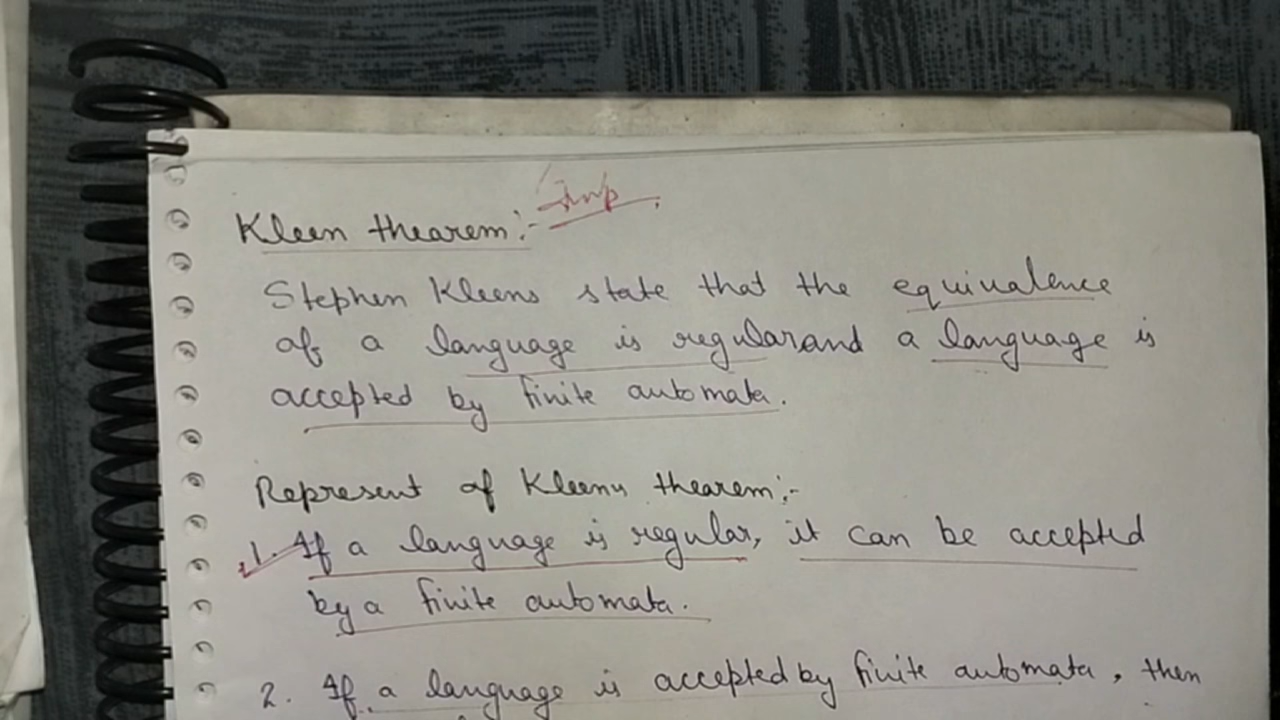 Kleen thearem:- Imp.
Stephen Kleens state that the equivalence
of a language is regular and a language is
accepted by finite automata.
Represent of Kleens thearem:-
1. If a language is regular, it can be accepted
by a finite automata.
2. If a language is accepted by finite automata, then